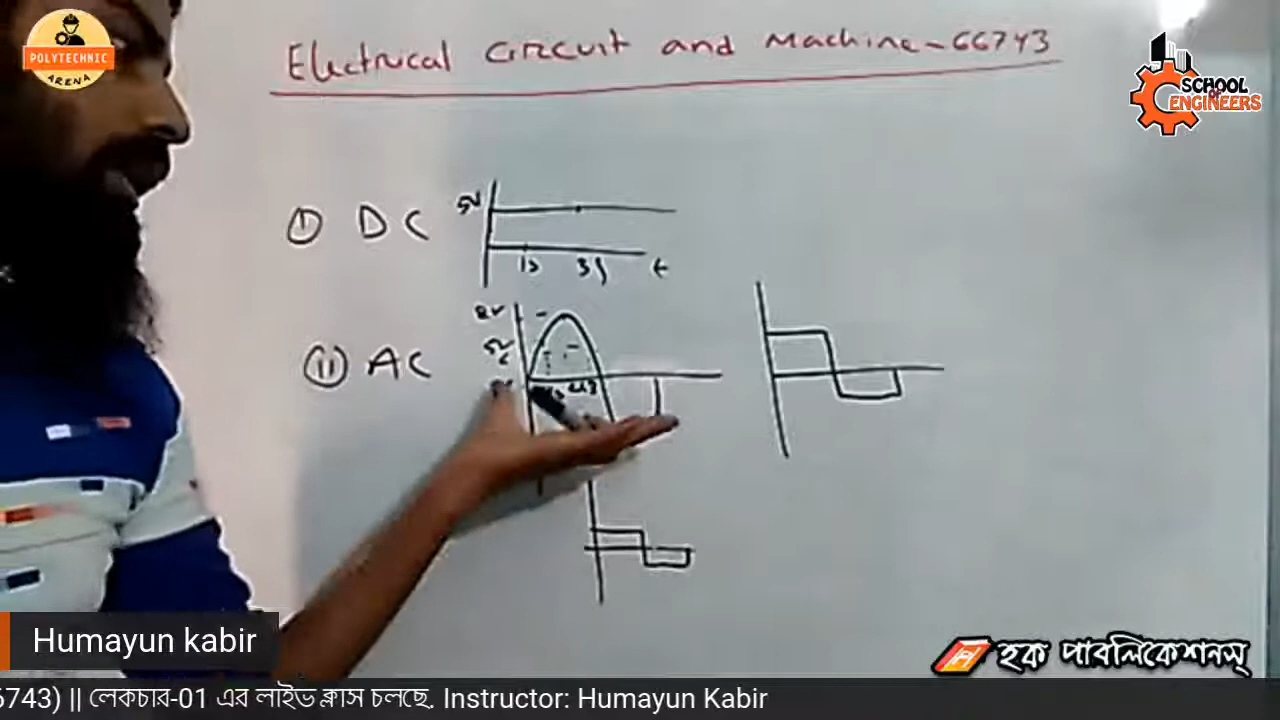 POLYTECHNIC
ARENA
Electrical Circuit and Machine - 66743
SCHOOL
OF
ENGINEERS
① DC
5v
1s 3s t
ⅱ AC
5v
Humayun kabir
হক পাবলিকেশনস্
6743) || লেকচার-01 এর লাইভ ক্লাস চলছে. Instructor: Humayun Kabir